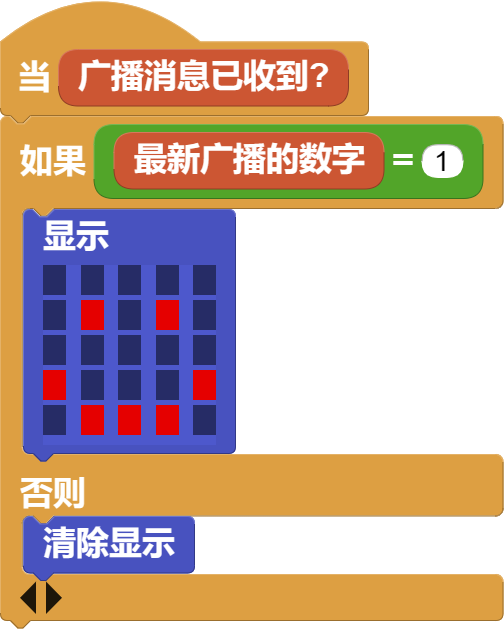 当 广播消息已收到?
如果 最新广播的数字 = 1
显示
否则
清除显示